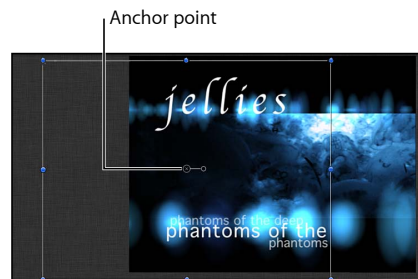 Anchor point
jellies
phantoms of the deep
phantoms of the
phantoms